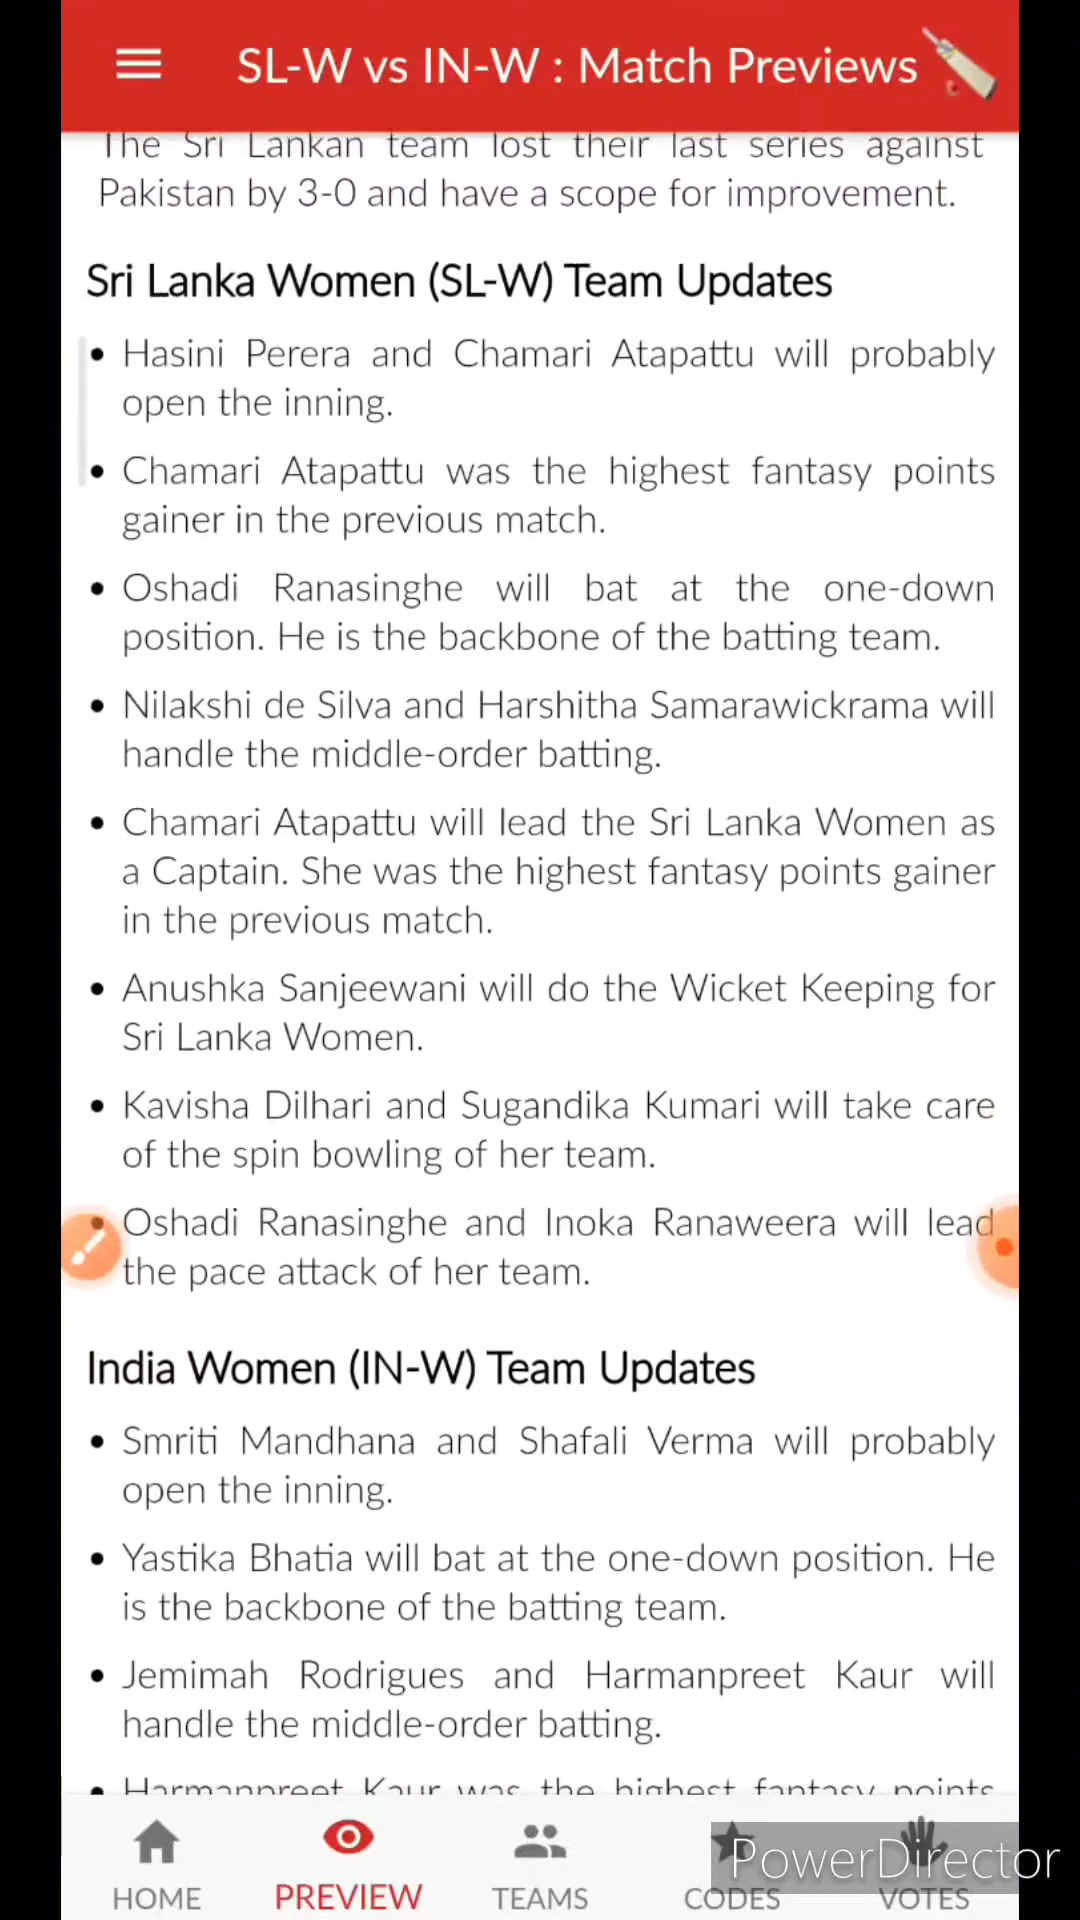 SL-W vs IN-W : Match Previews
The Sri Lankan team lost their last series against
Pakistan by 3-0 and have a scope for improvement.
Sri Lanka Women (SL-W) Team Updates
• Hasini Perera and Chamari Atapattu will probably
open the inning.
• Chamari Atapattu was the highest fantasy points
gainer in the previous match.
• Oshadi Ranasinghe will bat at the one-down
position. He is the backbone of the batting team.
• Nilakshi de Silva and Harshitha Samarawickrama will
handle the middle-order batting.
• Chamari Atapattu will lead the Sri Lanka Women as
a Captain. She was the highest fantasy points gainer
in the previous match.
• Anushka Sanjeewani will do the Wicket Keeping for
Sri Lanka Women.
• Kavisha Dilhari and Sugandika Kumari will take care
of the spin bowling of her team.
• Oshadi Ranasinghe and Inoka Ranaweera will lead
the pace attack of her team.
India Women (IN-W) Team Updates
• Smriti Mandhana and Shafali Verma will probably
open the inning.
• Yastika Bhatia will bat at the one-down position. He
is the backbone of the batting team.
• Jemimah Rodrigues and Harmanpreet Kaur will
handle the middle-order batting.
• Harmanpreet Kaur was the highest fantasy points
PowerDirector
HOME PREVIEW TEAMS CODES VOTES